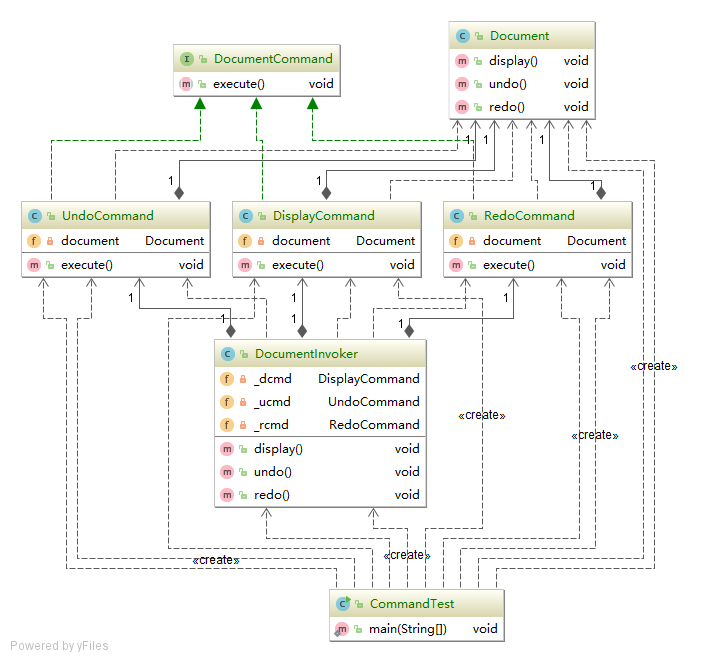 Document
display() void
undo() void
redo() void
DocumentCommand
execute() void
1 1 1
1 1 1
UndoCommand
document Document
execute() void
DisplayCommand
document Document
execute() void
RedoCommand
document Document
execute() void
1 1 1
1 1 1
DocumentInvoker
_dcmd DisplayCommand
_ucmd UndoCommand
_rcmd RedoCommand
display() void
undo() void
redo() void
«create»
«create»
«create»
«create»
«create»
CommandTest
main(String[]) void
Powered by yFiles